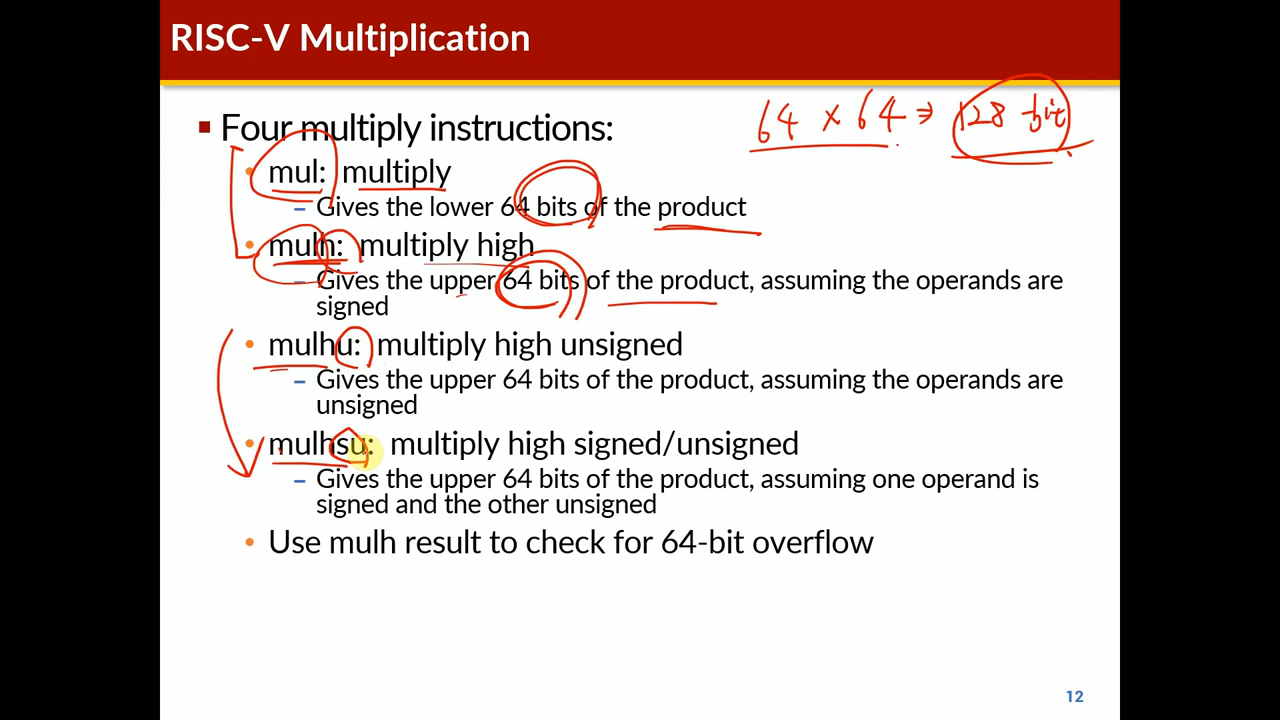 RISC-V Multiplication
64 × 64 ⇒ 128 bit
▪ Four multiply instructions:
• mul: multiply
– Gives the lower 64 bits of the product
• mulh: multiply high
– Gives the upper 64 bits of the product, assuming the operands are
signed
• mulhu: multiply high unsigned
– Gives the upper 64 bits of the product, assuming the operands are
unsigned
• mulhsu: multiply high signed/unsigned
– Gives the upper 64 bits of the product, assuming one operand is
signed and the other unsigned
• Use mulh result to check for 64-bit overflow
12